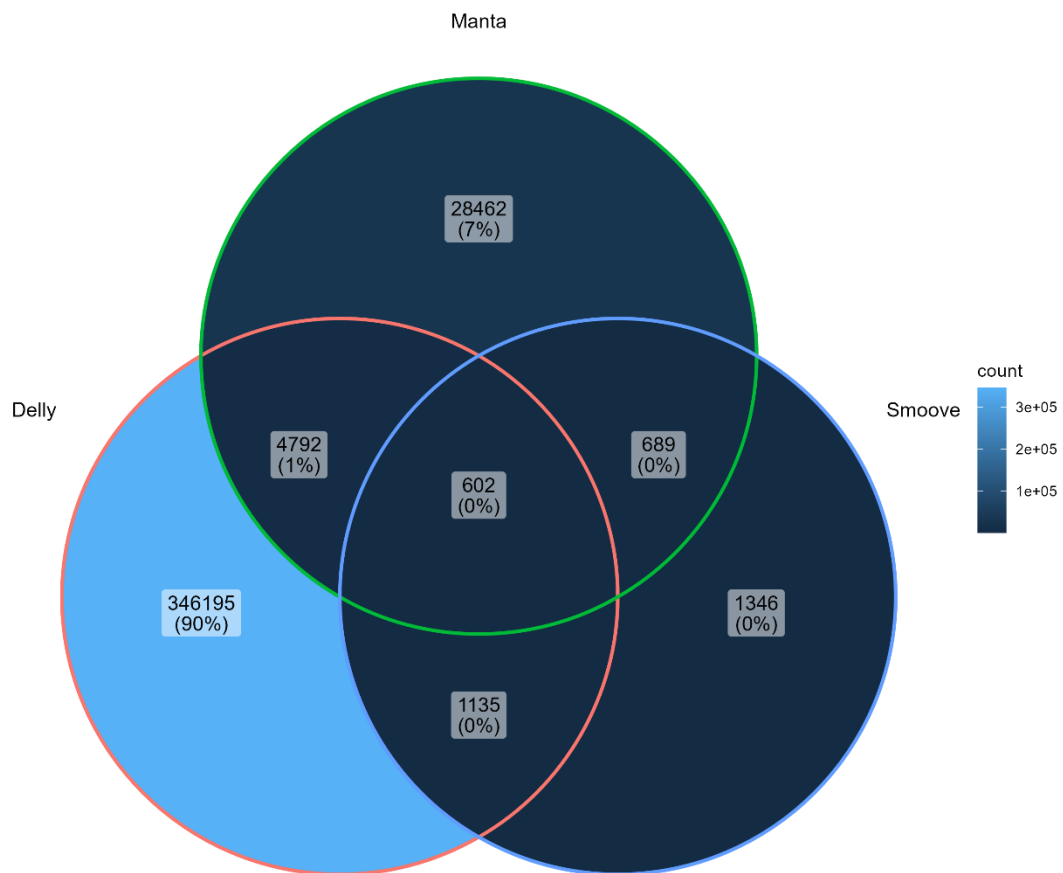 Manta
28462
(7%)
Delly
Smoove
4792
(1%)
689
(0%)
602
(0%)
346195
(90%)
1346
(0%)
1135
(0%)
count
3e+05
2e+05
1e+05